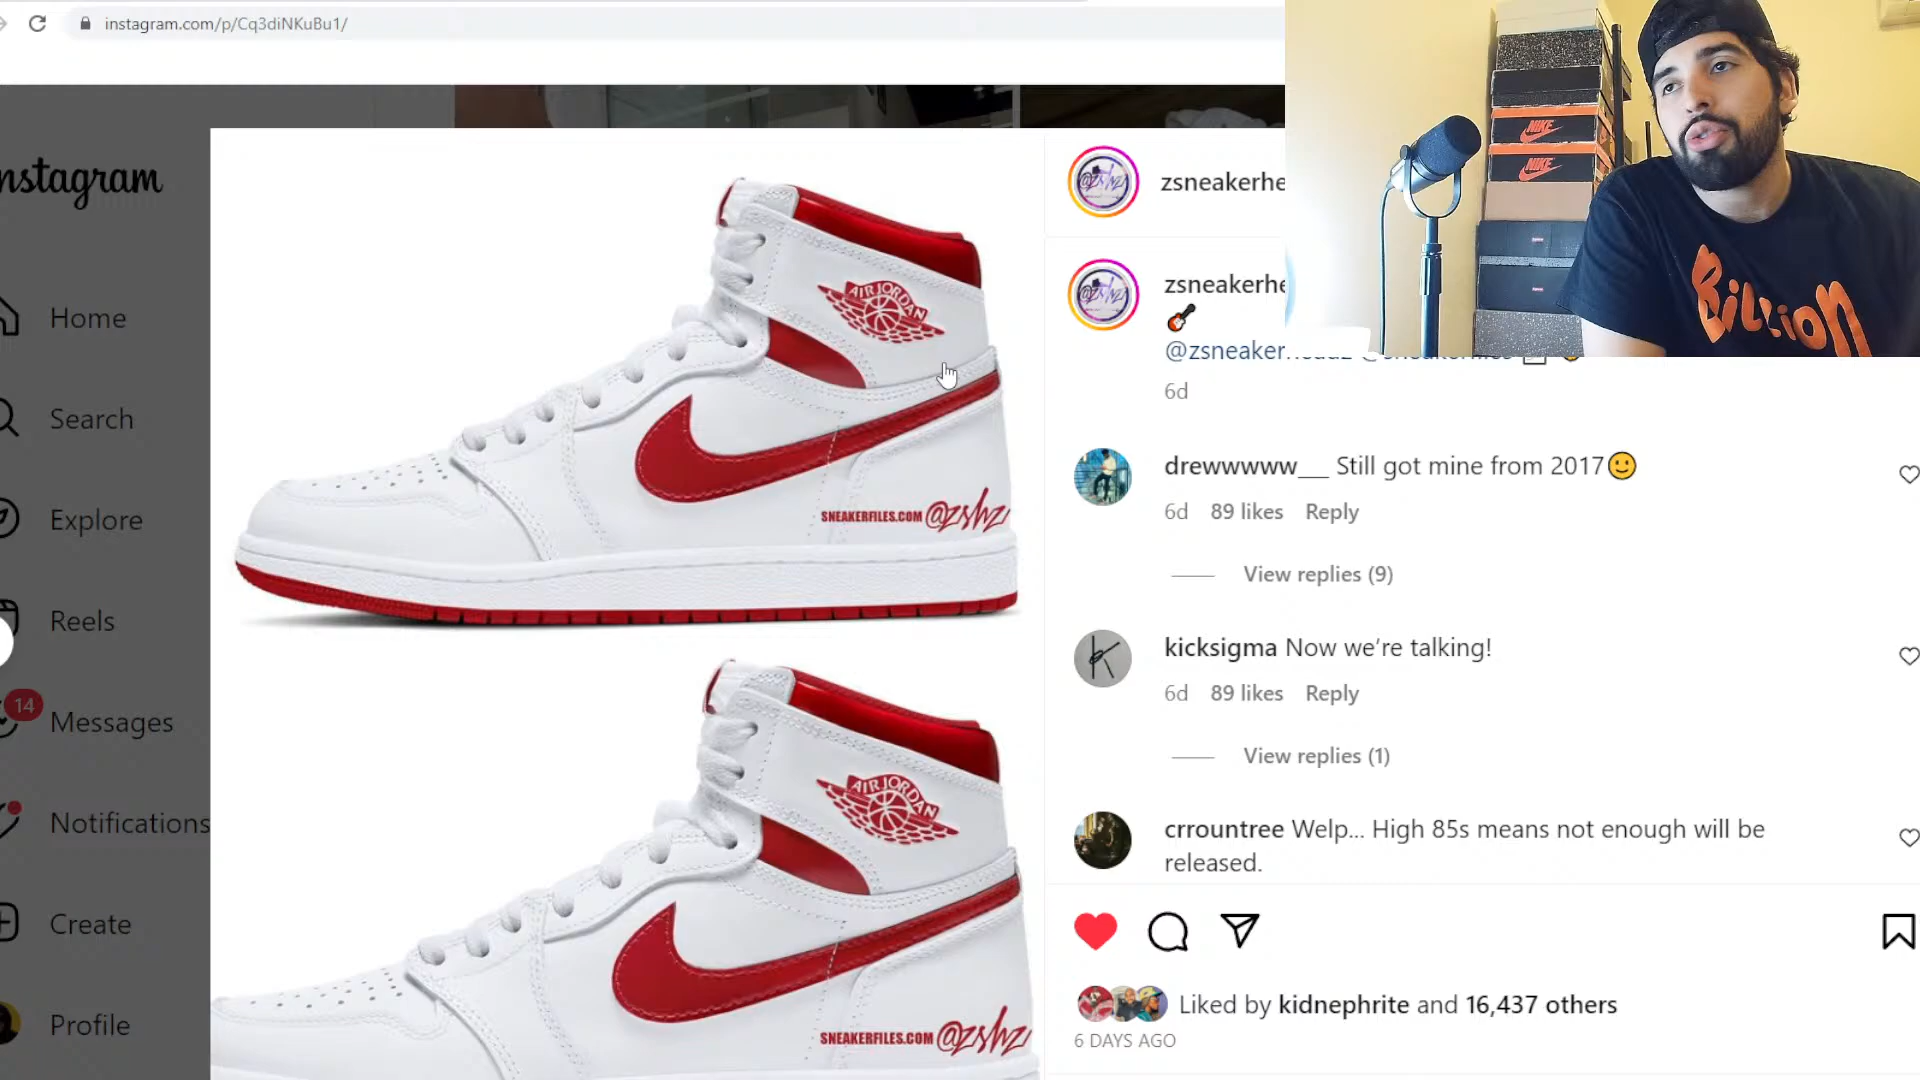 instagram.com/p/Cq3diNKuBu1/
nstagram
Home
Search
Explore
Reels
14
Messages
Notifications
Create
Profile
AIR JORDAN
SNEAKERFILES.COM @zshz
AIR JORDAN
SNEAKERFILES.COM @zshz
zsneakerhe
zsneakerhe
6d
drewwwww__ Still got mine from 2017
6d 89 likes Reply
View replies (9)
kicksigma Now we're talking!
6d 89 likes Reply
View replies (1)
crrountree Welp... High 85s means not enough will be
released.
Liked by kidnephrite and 16,437 others
6 DAYS AGO
NIKE
NIKE
BiLLiON